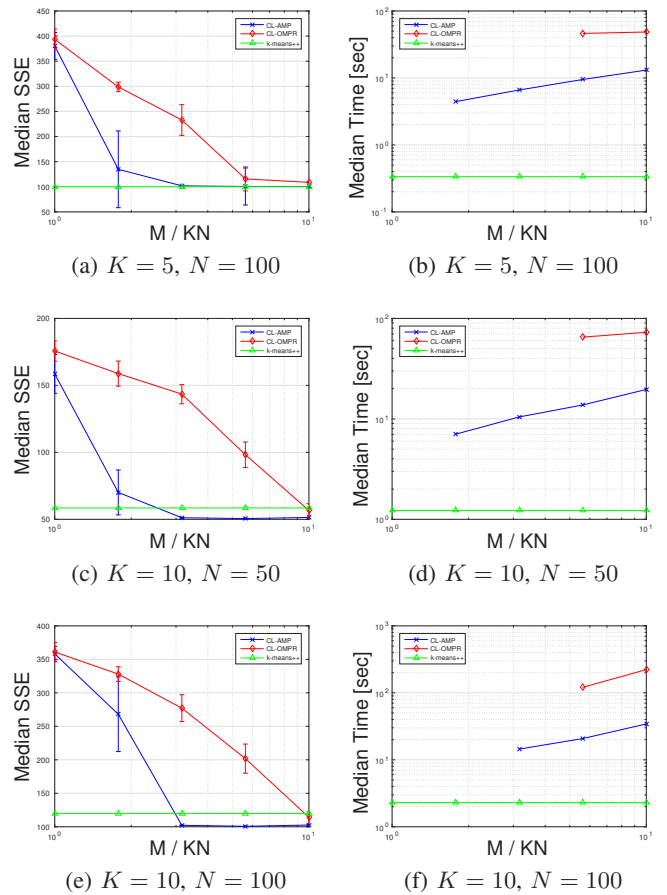 Median SSE
450
400
350
300
250
200
150
100
50
CL-AMP
CL-OMPR
k-means++
10^0
10^1
M / KN
(a) K = 5, N = 100
Median Time [sec]
10^2
10^1
10^0
10^-1
CL-AMP
CL-OMPR
k-means++
10^0
10^1
M / KN
(b) K = 5, N = 100
Median SSE
200
150
100
50
CL-AMP
CL-OMPR
k-means++
10^0
10^1
M / KN
(c) K = 10, N = 50
Median Time [sec]
10^2
10^1
10^0
CL-AMP
CL-OMPR
k-means++
10^0
10^1
M / KN
(d) K = 10, N = 50
Median SSE
400
350
300
250
200
150
100
CL-AMP
CL-OMPR
k-means++
10^0
10^1
M / KN
(e) K = 10, N = 100
Median Time [sec]
10^3
10^2
10^1
10^0
CL-AMP
CL-OMPR
k-means++
10^0
10^1
M / KN
(f) K = 10, N = 100